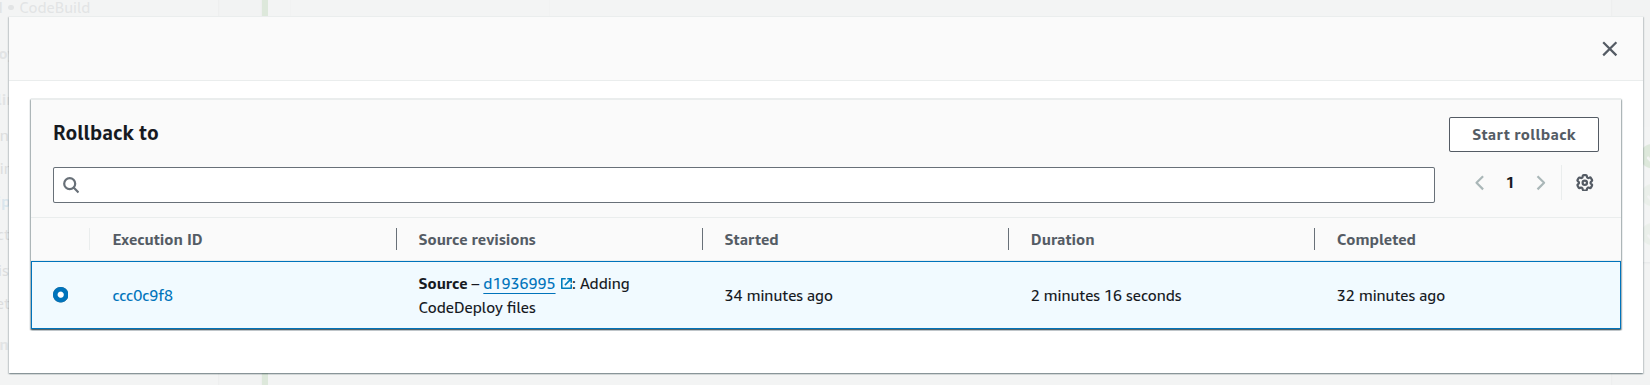 • CodeBuild
Rollback to
Start rollback
1
Execution ID
Source revisions
Started
Duration
Completed
ccc0c9f8
Source – d1936995: Adding
CodeDeploy files
34 minutes ago
2 minutes 16 seconds
32 minutes ago